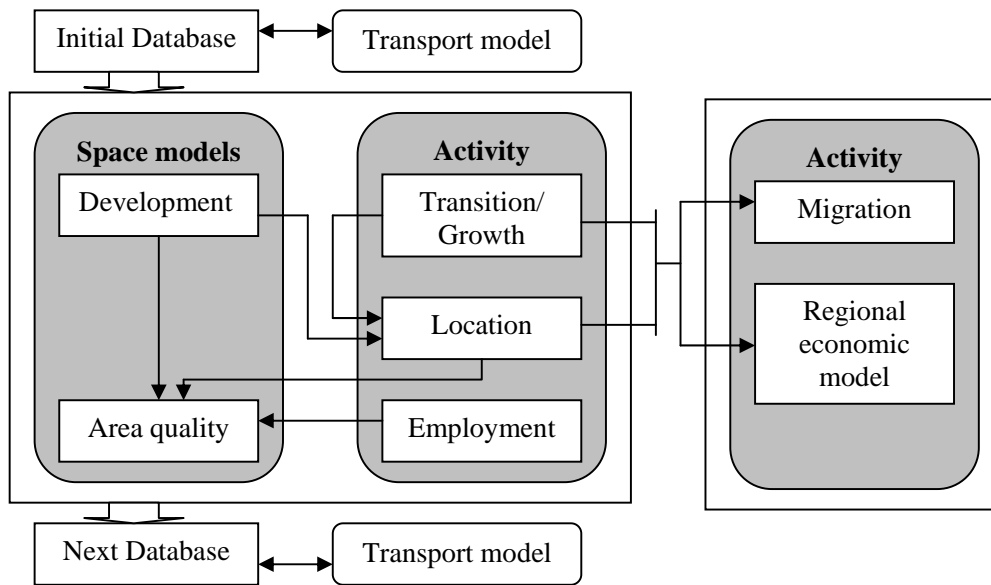 Initial Database
Transport model
Space models
Development
Area quality
Activity
Transition/
Growth
Location
Employment
Activity
Migration
Regional
economic
model
Next Database
Transport model